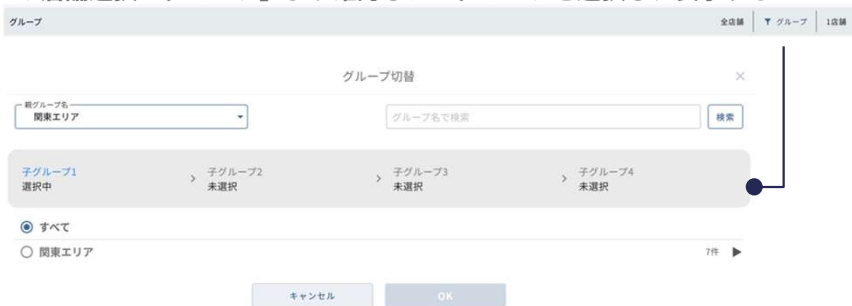 グループ
全店舗
グループ
1店舗
グループ切替
親グループ名
関東エリア
グループ名で検索
検索
子グループ1
選択中
子グループ2
未選択
子グループ3
未選択
子グループ4
未選択
すべて
関東エリア
7件
キャンセル
OK